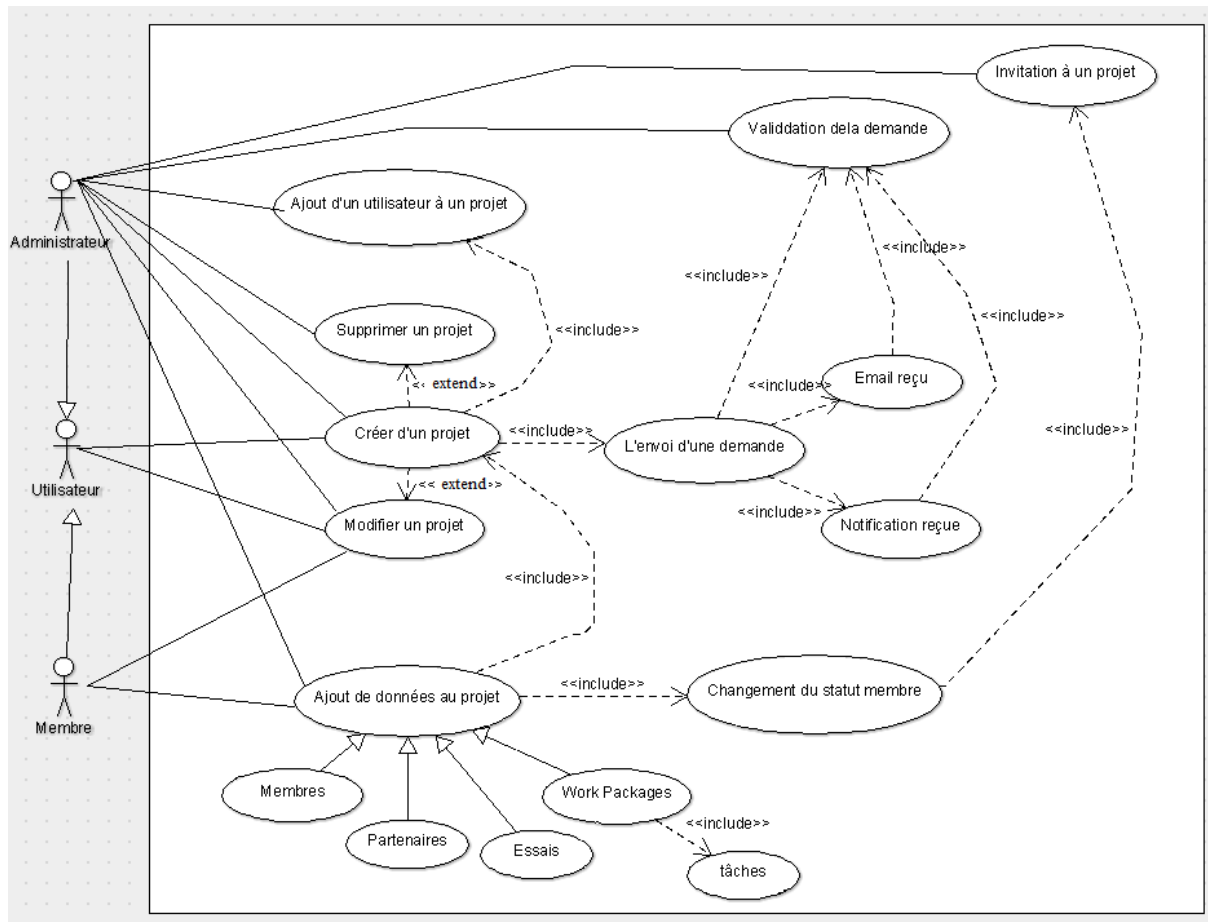 Invitation à un projet
Validdation dela demande
Ajout d'un utilisateur à un projet
Administrateur
<<include>>
<<include>>
<<include>>
<<include>>
Supprimer un projet
Email reçu
<< extend>>
<<include>>
Créer d'un projet
<<include>>
L'envoi d'une demande
<<include>>
Utilisateur
<< extend>>
<<include>>
Modifier un projet
Notification reçue
<<include>>
Ajout de données au projet
<<include>>
Changement du statut membre
Membre
Membres
Work Packages
<<include>>
Partenaires
Essais
tâches